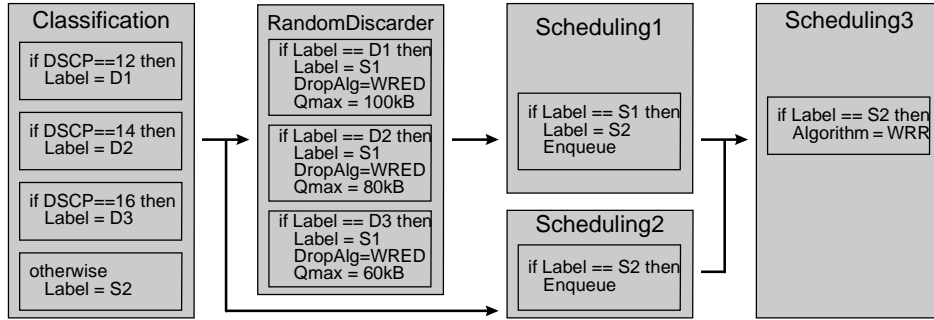 Classification
if DSCP==12 then
Label = D1
if DSCP==14 then
Label = D2
if DSCP==16 then
Label = D3
otherwise
Label = S2
RandomDiscarder
if Label == D1 then
Label = S1
DropAlg=WRED
Qmax = 100kB
if Label == D2 then
Label = S1
DropAlg=WRED
Qmax = 80kB
if Label == D3 then
Label = S1
DropAlg=WRED
Qmax = 60kB
Scheduling1
if Label == S1 then
Label = S2
Enqueue
Scheduling2
if Label == S2 then
Enqueue
Scheduling3
if Label == S2 then
Algorithm = WRR